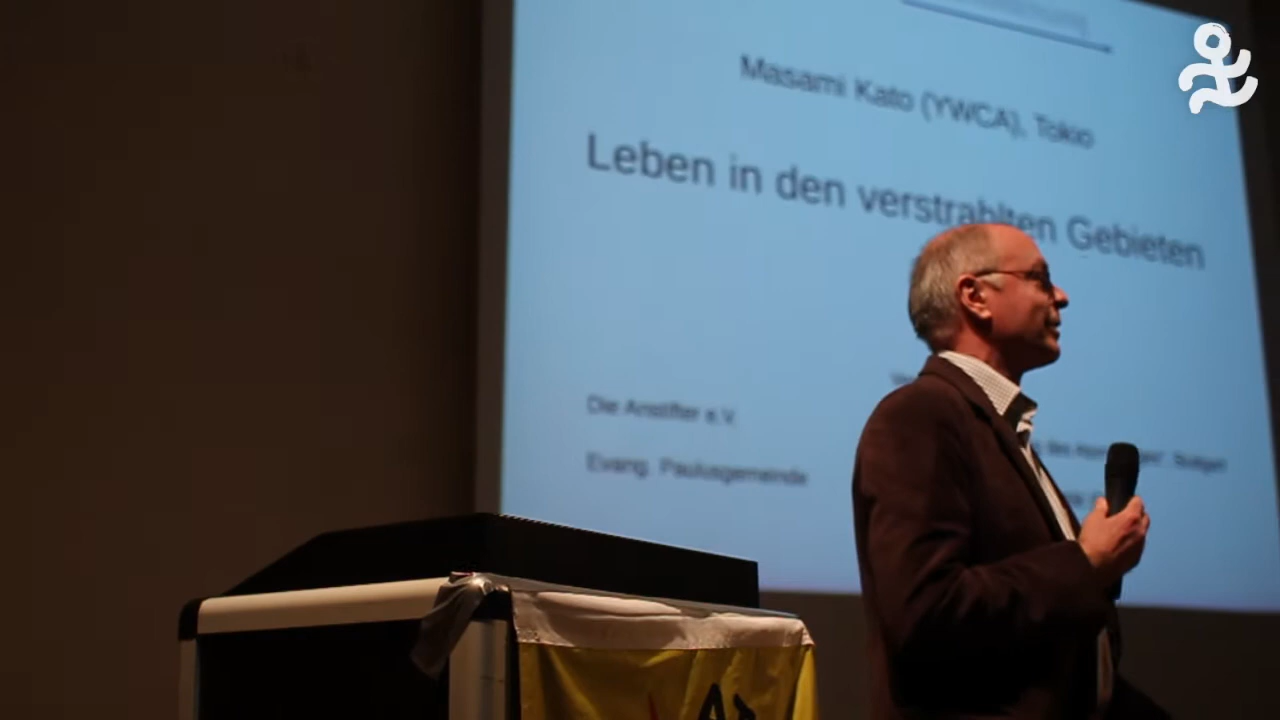 Masami Kato (YWCA), Tokio
Leben in den verstrahlten Gebieten
Die Anstifter e.V.
Evang. Paulusgemeinde